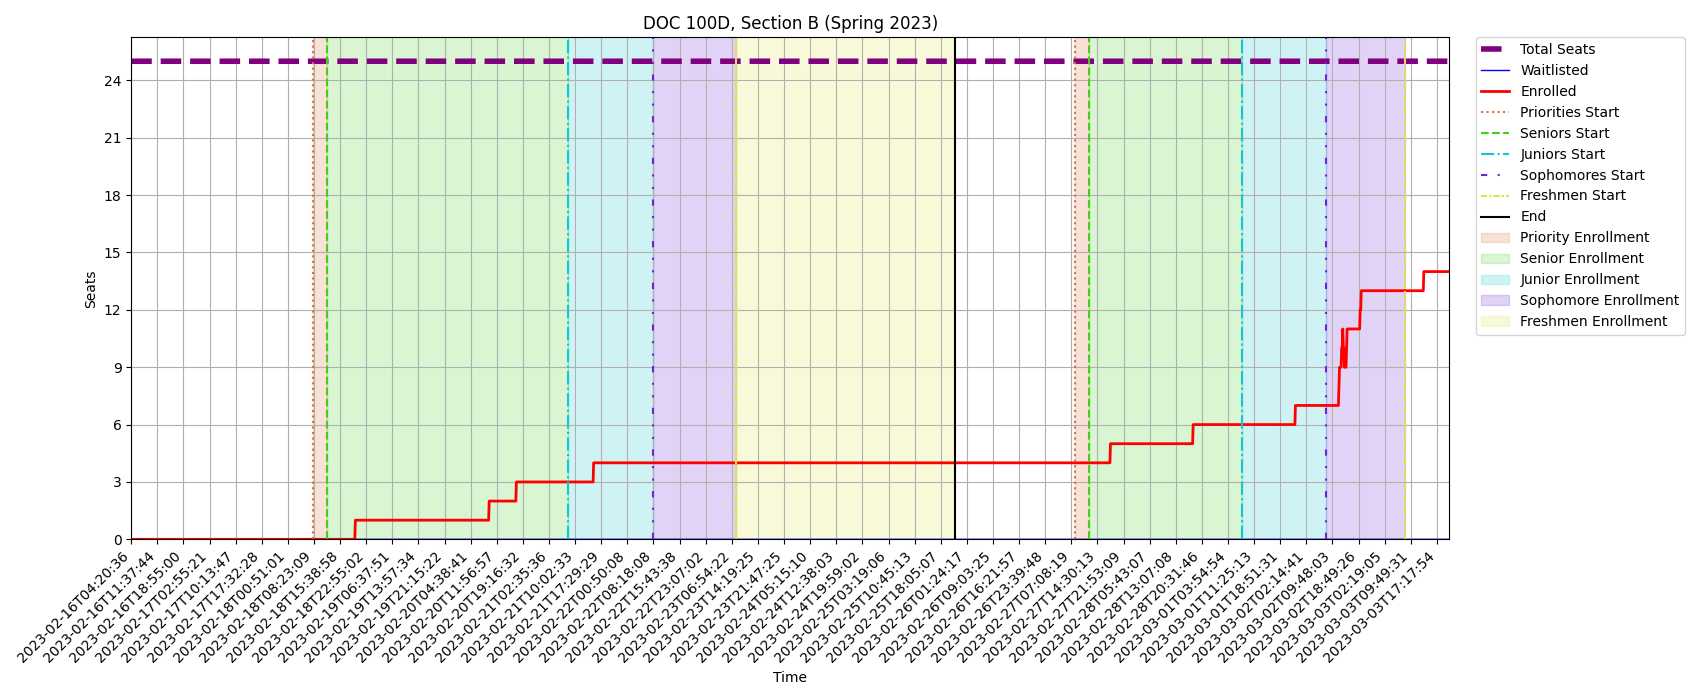 DOC 100D, Section B (Spring 2023)
Total Seats
Waitlisted
Enrolled
Priorities Start
Seniors Start
Juniors Start
Sophomores Start
Freshmen Start
End
Priority Enrollment
Senior Enrollment
Junior Enrollment
Sophomore Enrollment
Freshmen Enrollment
Seats
24
21
18
15
12
9
6
3
0
2023-02-16T04:20:36
2023-02-16T11:37:44
2023-02-16T18:55:00
2023-02-17T02:55:21
2023-02-17T10:13:47
2023-02-17T17:32:28
2023-02-18T00:51:01
2023-02-18T08:23:09
2023-02-18T15:38:58
2023-02-18T22:55:02
2023-02-19T06:37:51
2023-02-19T13:57:34
2023-02-19T21:15:22
2023-02-20T04:38:41
2023-02-20T11:56:57
2023-02-20T19:16:32
2023-02-21T02:35:36
2023-02-21T10:02:33
2023-02-21T17:29:29
2023-02-22T00:50:08
2023-02-22T08:18:05
2023-02-22T15:43:38
2023-02-22T23:07:02
2023-02-23T06:54:22
2023-02-23T14:19:25
2023-02-23T21:47:25
2023-02-24T05:15:10
2023-02-24T12:38:03
2023-02-24T19:59:02
2023-02-25T03:19:06
2023-02-25T10:45:13
2023-02-25T18:05:07
2023-02-26T01:24:17
2023-02-26T09:03:25
2023-02-26T16:21:57
2023-02-26T23:39:48
2023-02-27T07:08:19
2023-02-27T14:30:13
2023-02-27T21:53:09
2023-02-28T05:43:07
2023-02-28T13:07:08
2023-02-28T20:31:46
2023-03-01T03:54:54
2023-03-01T11:25:13
2023-03-01T18:51:31
2023-03-02T02:14:41
2023-03-02T09:48:03
2023-03-02T18:49:26
2023-03-03T02:19:05
2023-03-03T09:49:31
2023-03-03T17:17:54
Time